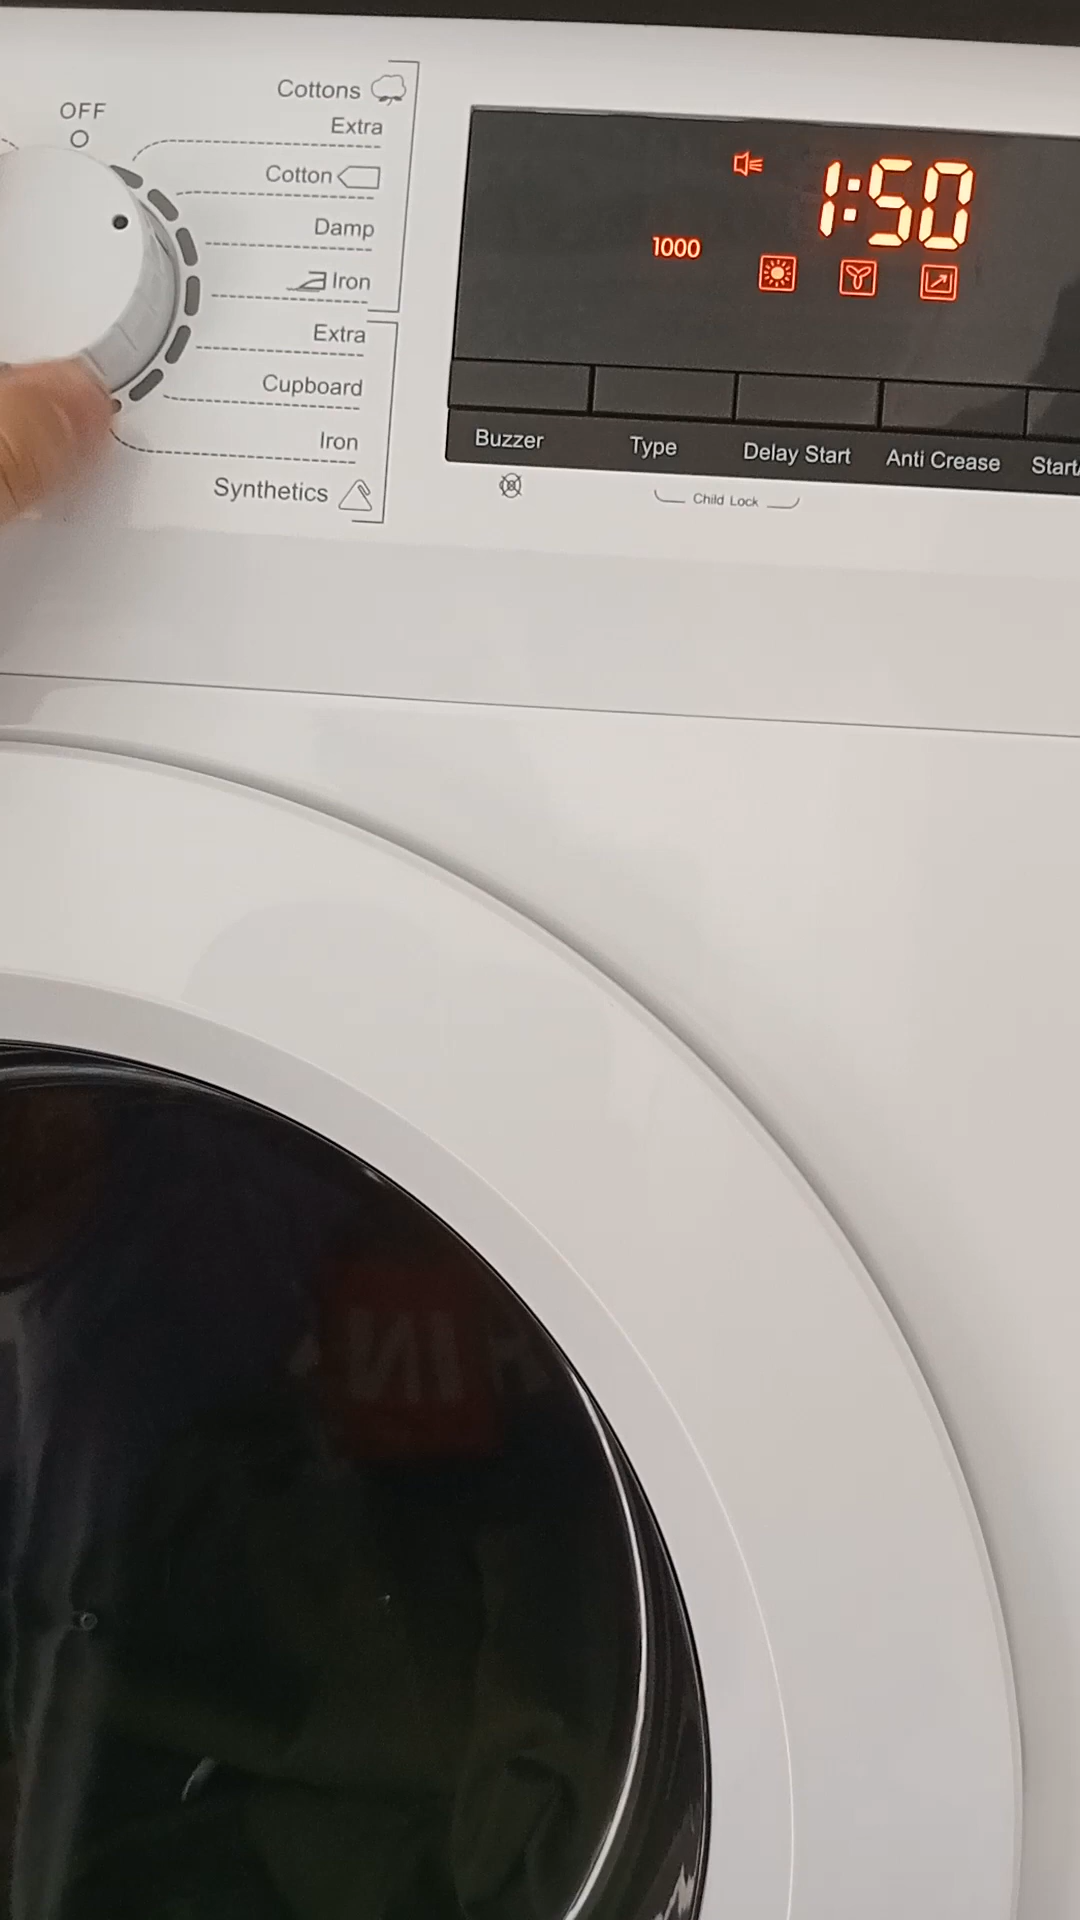 OFF
Cottons
Extra
Cotton
Damp
Iron
Extra
Cupboard
Iron
Synthetics
1:50
1000
Buzzer
Type
Delay Start
Anti Crease
Start/
Child Lock